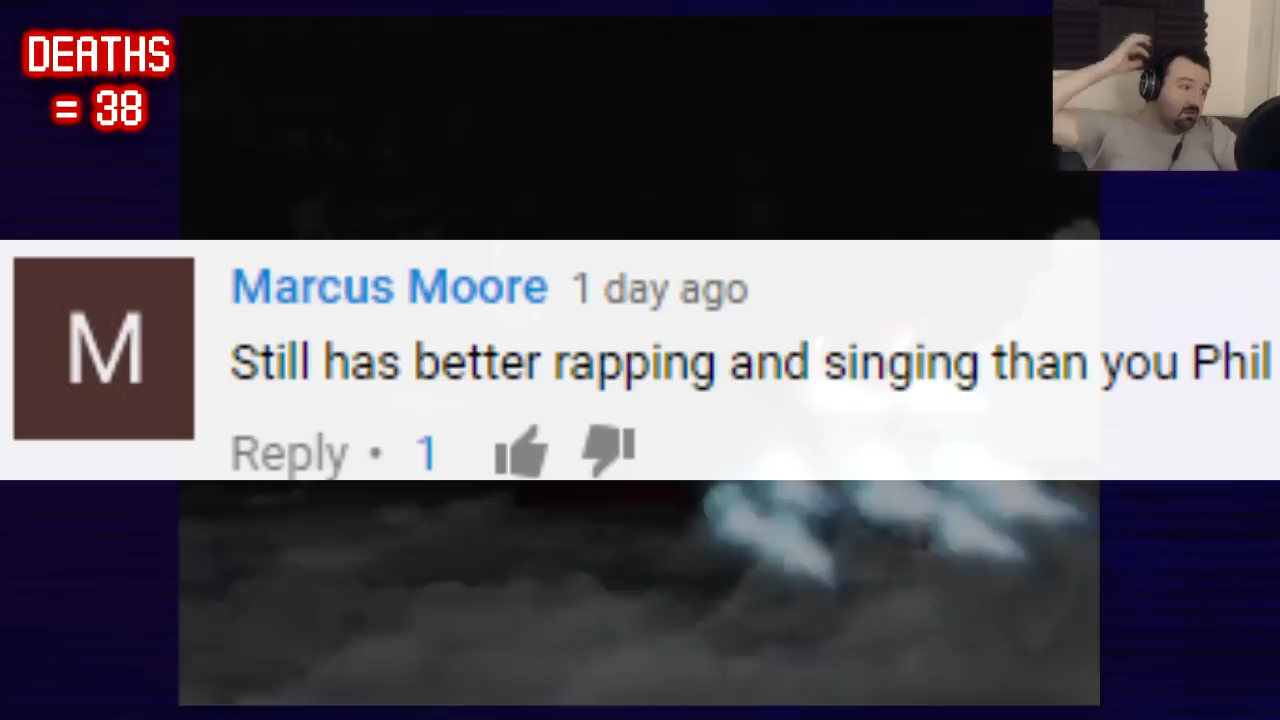 DEATHS
= 38
M
Marcus Moore 1 day ago
Still has better rapping and singing than you Phil
Reply • 1